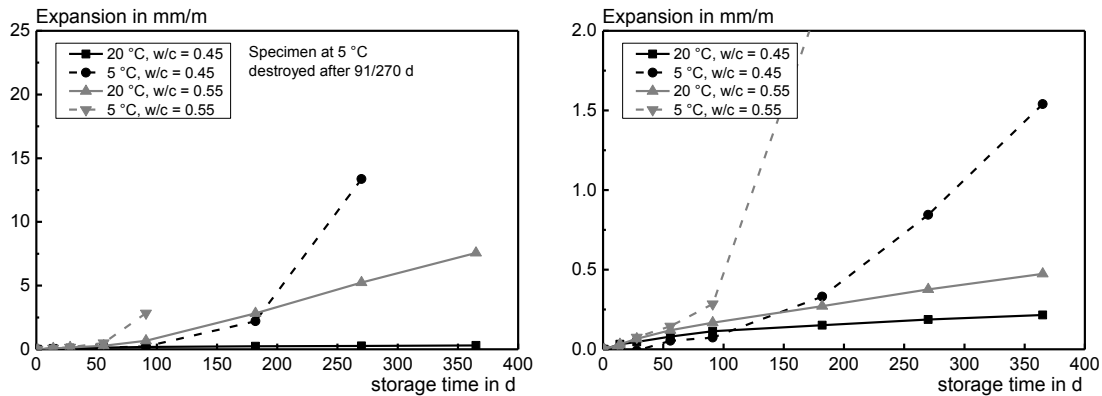 Expansion in mm/m
25
20
15
10
5
0
20 °C, w/c = 0.45
5 °C, w/c = 0.45
20 °C, w/c = 0.55
5 °C, w/c = 0.55
Specimen at 5 °C
destroyed after 91/270 d
0 50 100 150 200 250 300 350 400
storage time in d
Expansion in mm/m
2.0
1.5
1.0
0.5
0.0
20 °C, w/c = 0.45
5 °C, w/c = 0.45
20 °C, w/c = 0.55
5 °C, w/c = 0.55
0 50 100 150 200 250 300 350 400
storage time in d